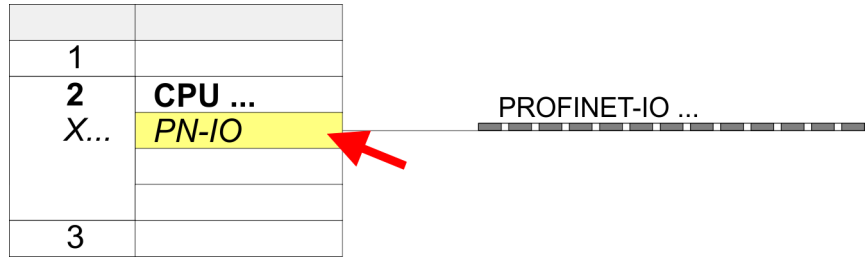 1
2 CPU ...
X... PN-IO
3
PROFINET-IO ...